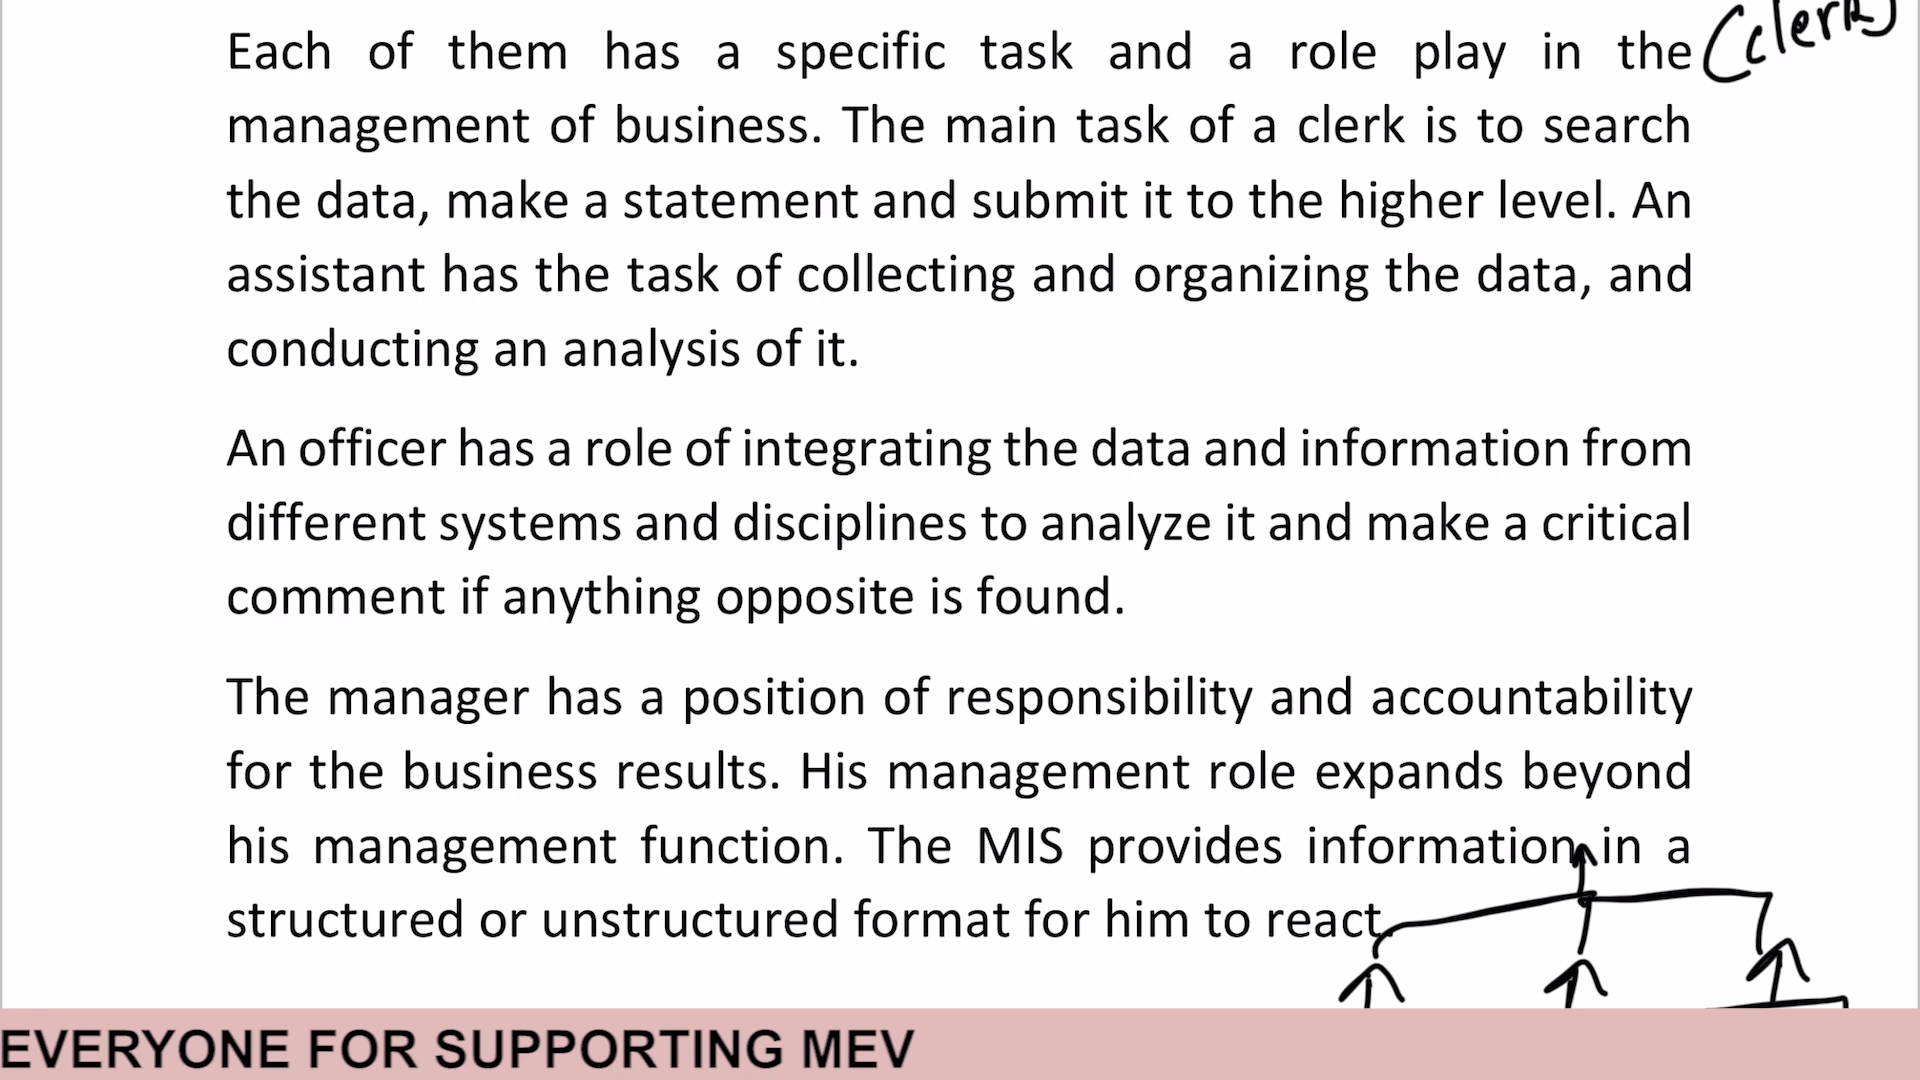 Each of them has a specific task and a role play in the (clerk)
management of business. The main task of a clerk is to search
the data, make a statement and submit it to the higher level. An
assistant has the task of collecting and organizing the data, and
conducting an analysis of it.
An officer has a role of integrating the data and information from
different systems and disciplines to analyze it and make a critical
comment if anything opposite is found.
The manager has a position of responsibility and accountability
for the business results. His management role expands beyond
his management function. The MIS provides information in a
structured or unstructured format for him to react.
EVERYONE FOR SUPPORTING MEV